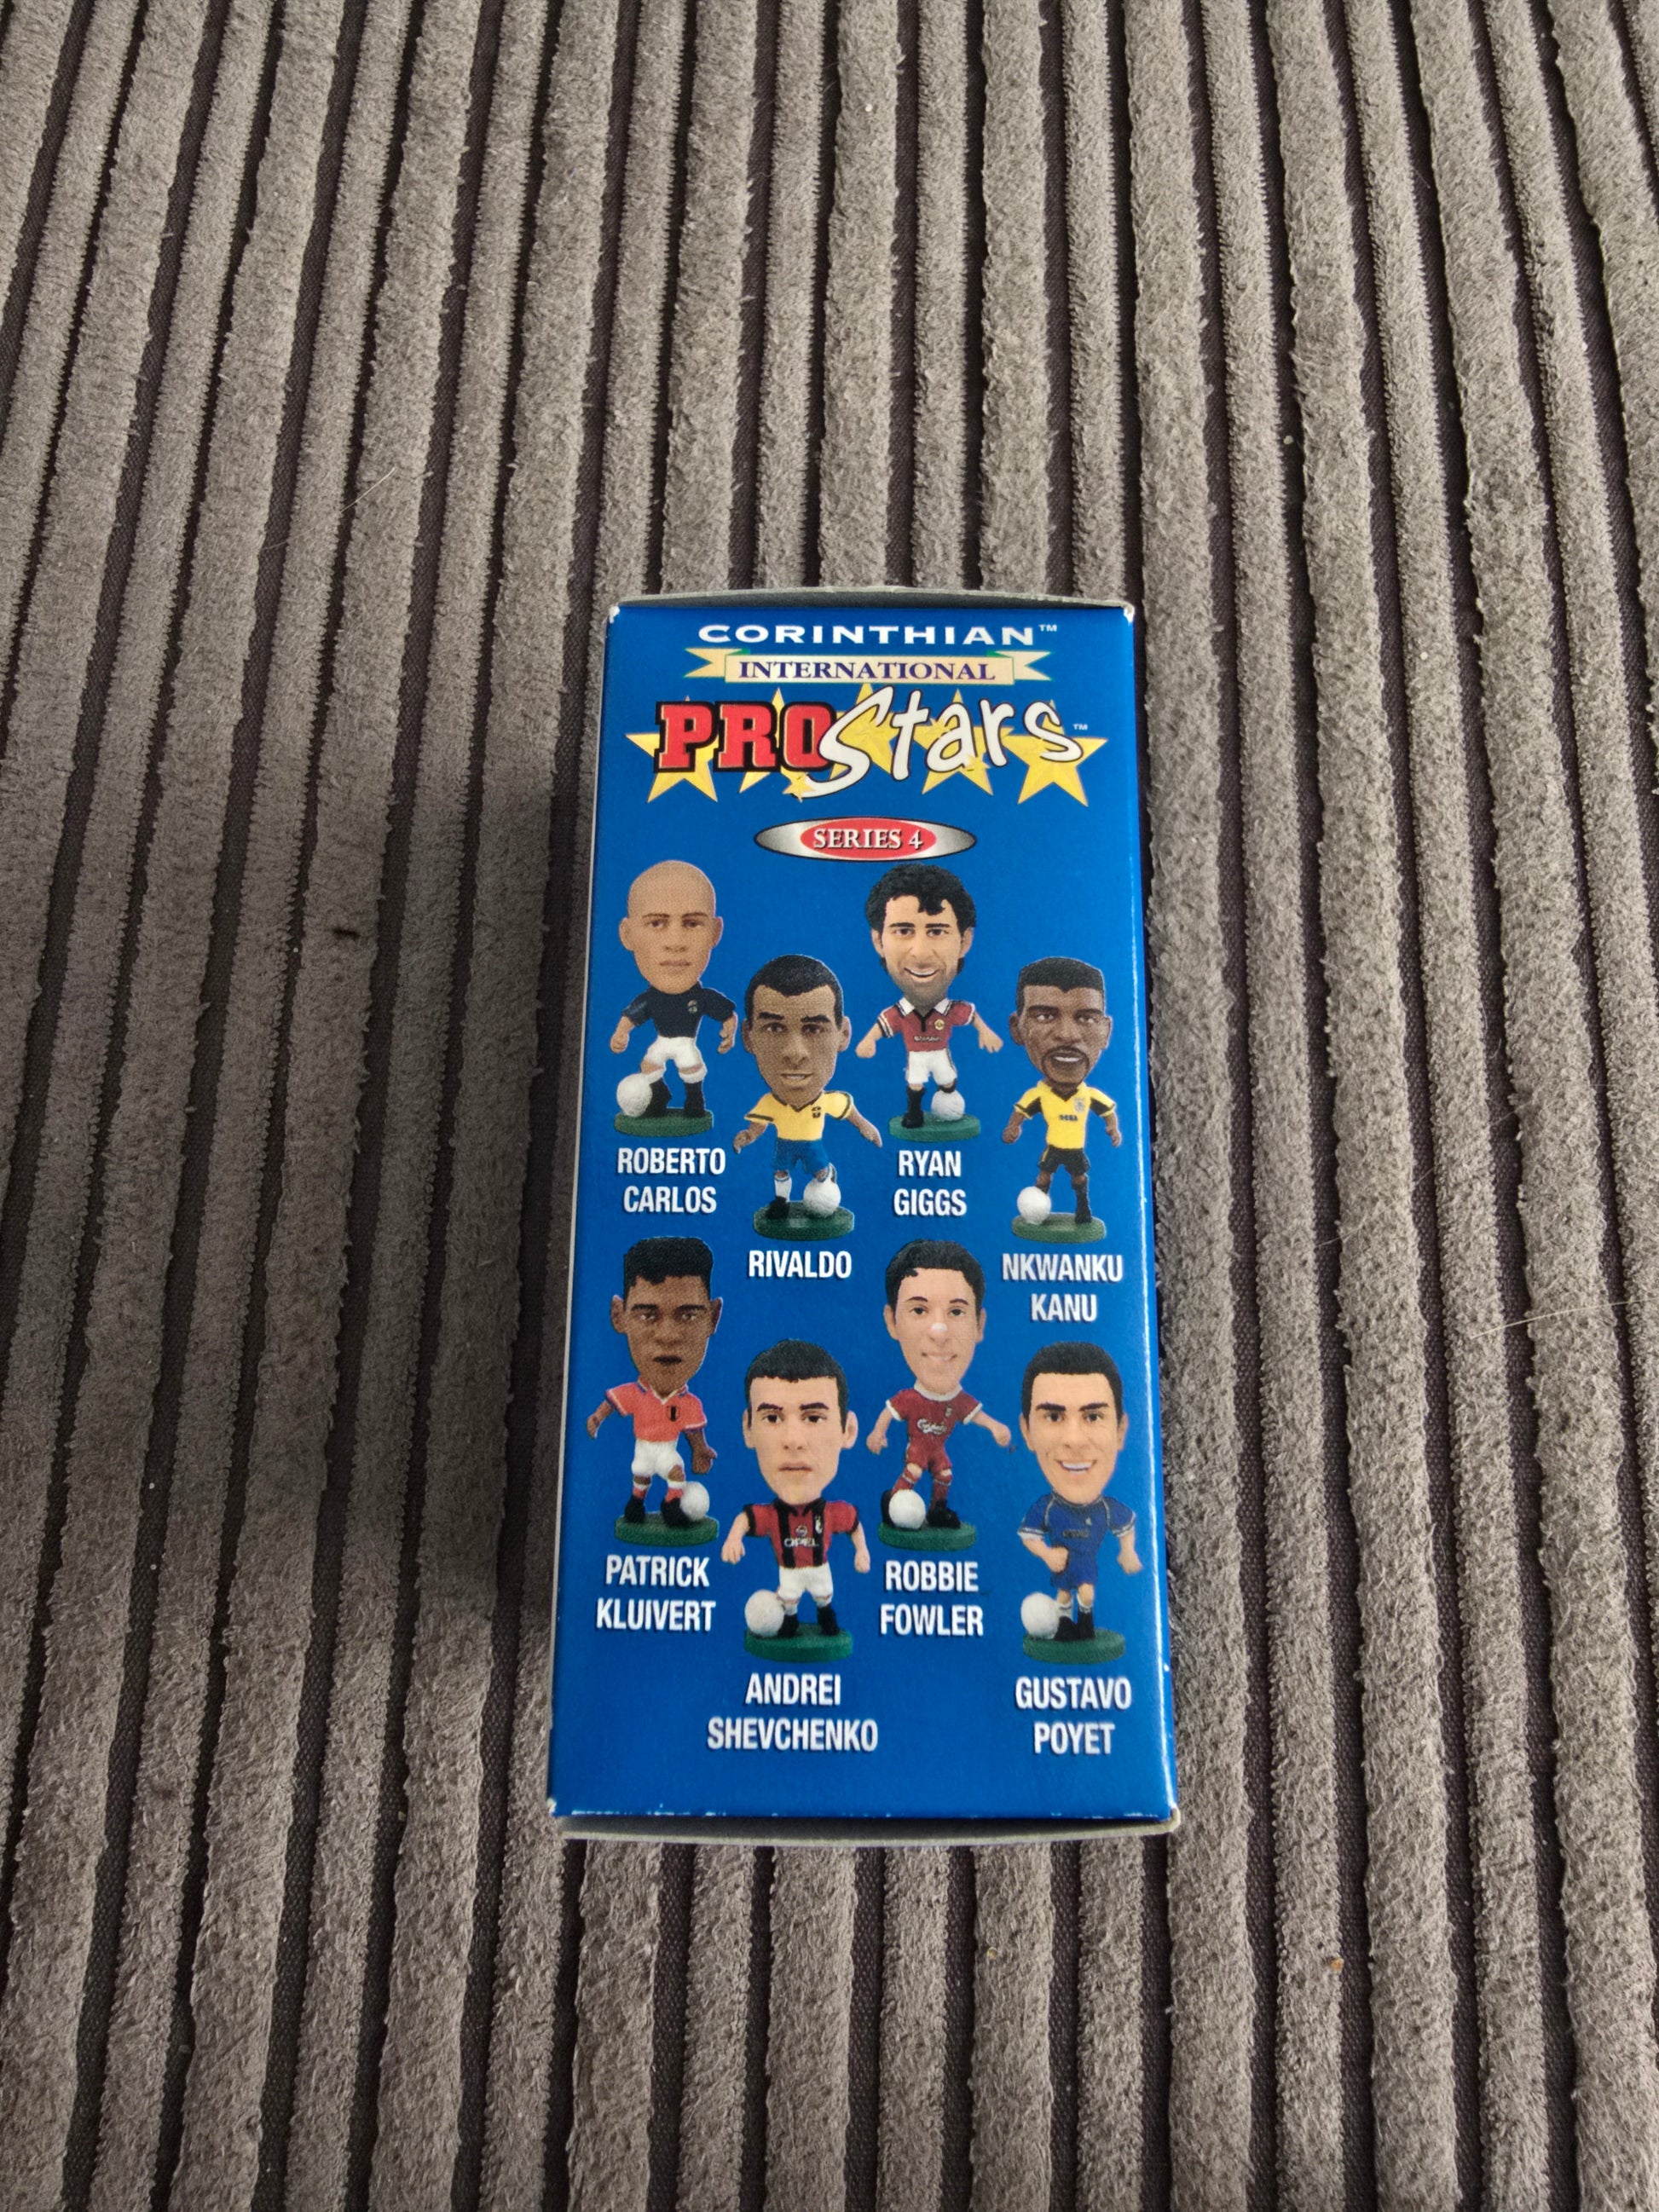 CORINTHIAN™
INTERNATIONAL
PROStars™
SERIES 4
ROBERTO
CARLOS
RIVALDO
RYAN
GIGGS
NKWANKU
KANU
PATRICK
KLUIVERT
OPEL
ANDREI
SHEVCHENKO
ROBBIE
FOWLER
GUSTAVO
POYET